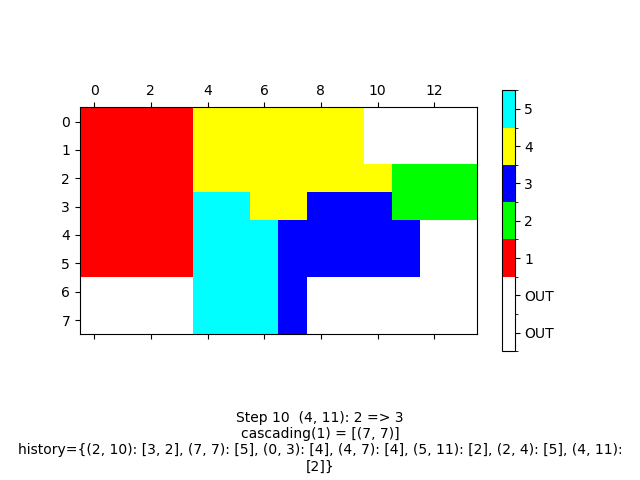 0 2 4 6 8 10 12
0
1
2
3
4
5
6
7
5
4
3
2
1
OUT
OUT
Step 10  (4, 11): 2 => 3
cascading(1) = [(7, 7)]
history={(2, 10): [3, 2], (7, 7): [5], (0, 3): [4], (4, 7): [4], (5, 11): [2], (2, 4): [5], (4, 11):
[2]}